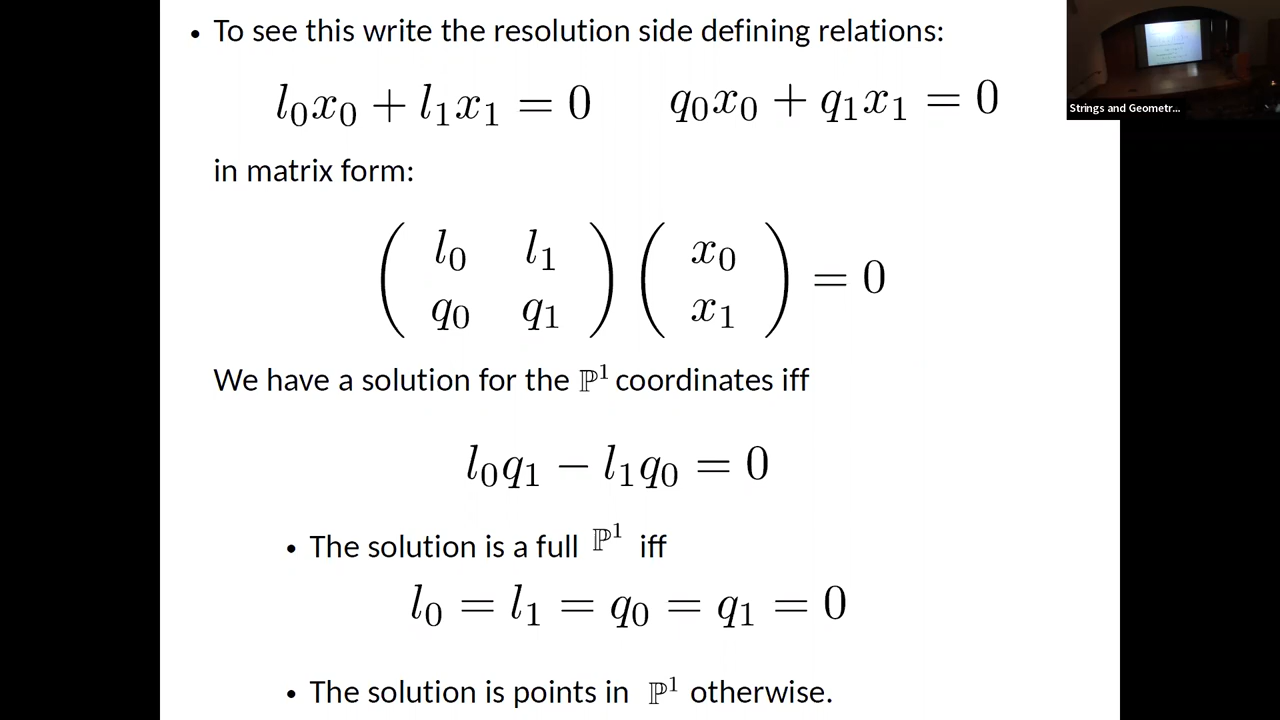 • To see this write the resolution side defining relations:
l₀x₀ + l₁x₁ = 0 q₀x₀ + q₁x₁ = 0
Strings and Geometr...
in matrix form:
( l₀ l₁ ) ( x₀ )
( q₀ q₁ ) ( x₁ ) = 0
We have a solution for the ℙ¹ coordinates iff
l₀q₁ − l₁q₀ = 0
• The solution is a full ℙ¹ iff
l₀ = l₁ = q₀ = q₁ = 0
• The solution is points in ℙ¹ otherwise.